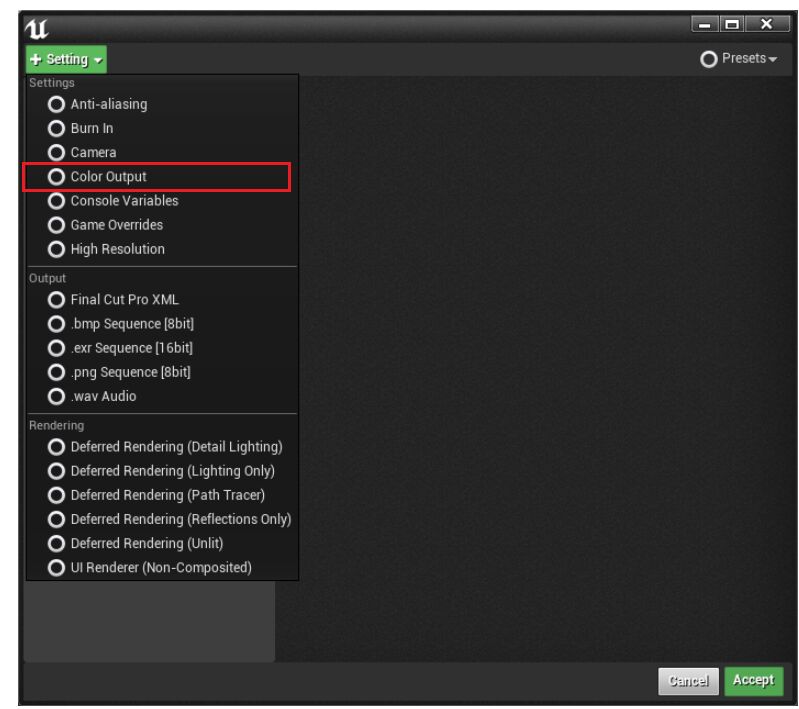 + Setting
Presets
Settings
Anti-aliasing
Burn In
Camera
Color Output
Console Variables
Game Overrides
High Resolution
Output
Final Cut Pro XML
.bmp Sequence [8bit]
.exr Sequence [16bit]
.png Sequence [8bit]
.wav Audio
Rendering
Deferred Rendering (Detail Lighting)
Deferred Rendering (Lighting Only)
Deferred Rendering (Path Tracer)
Deferred Rendering (Reflections Only)
Deferred Rendering (Unlit)
UI Renderer (Non-Composited)
Cancel Accept